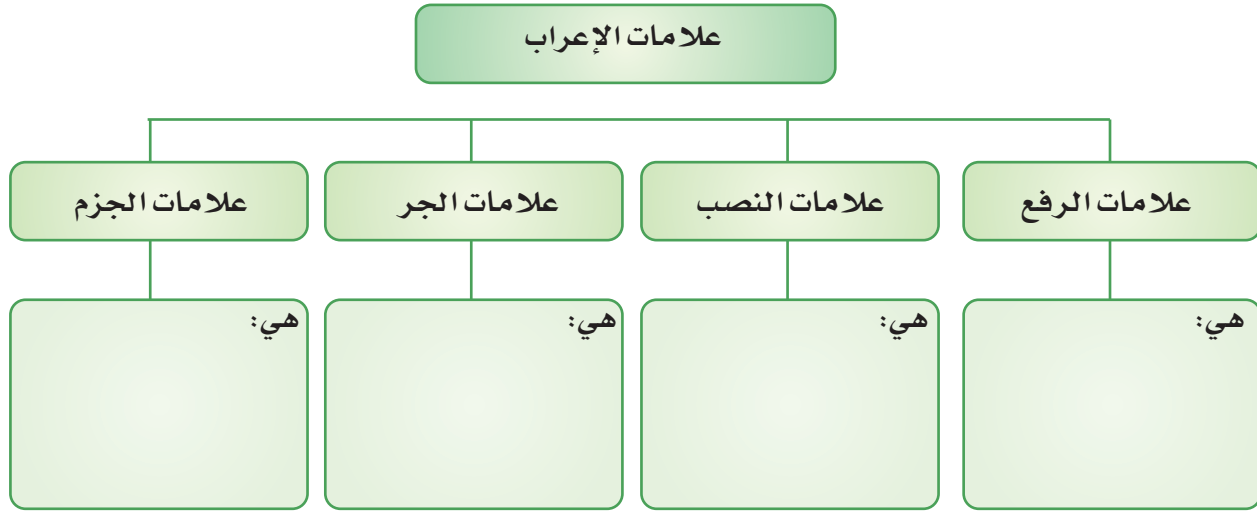 علامات الإعراب
علامات الرفع
علامات النصب
علامات الجر
علامات الجزم
هي:
هي:
هي:
هي: